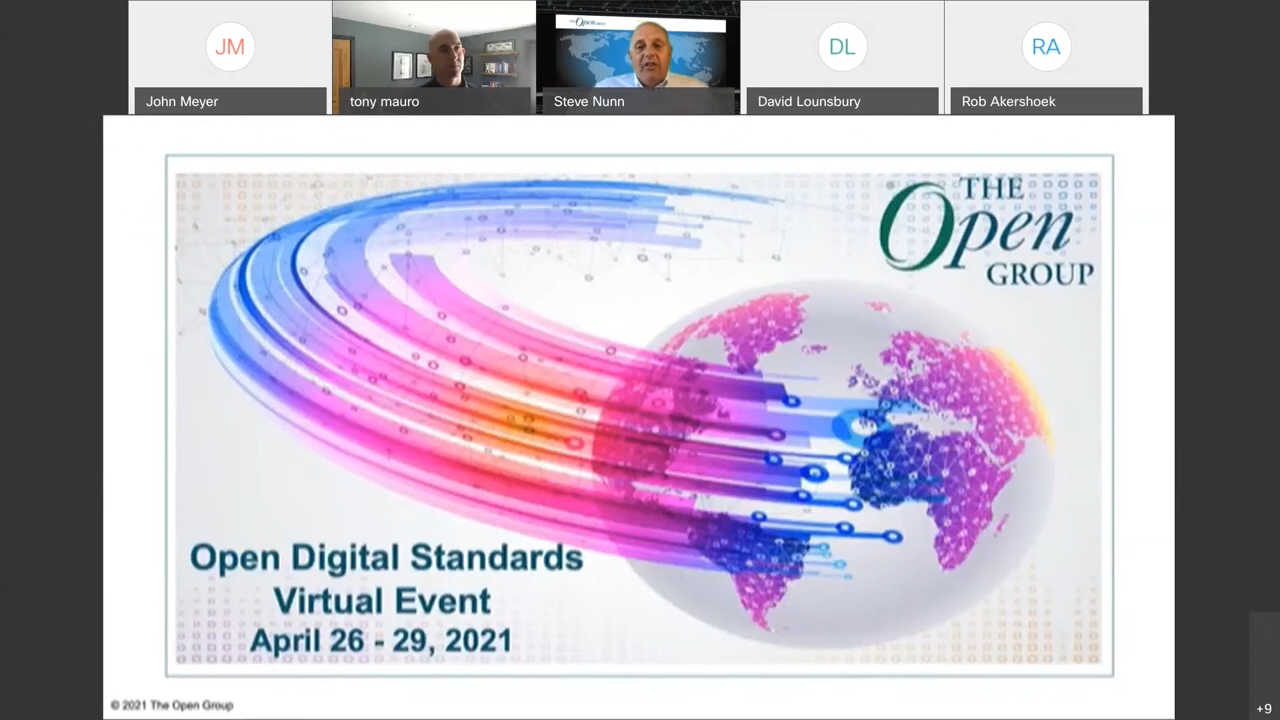 JM
DL
RA
John Meyer
tony mauro
Steve Nunn
David Lounsbury
Rob Akershoek
THE
Open
GROUP
Open Digital Standards
Virtual Event
April 26 - 29, 2021
© 2021 The Open Group
+9